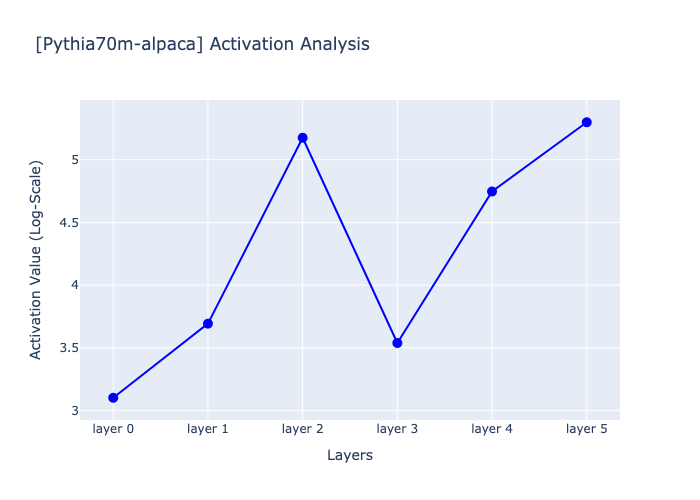 [Pythia70m-alpaca] Activation Analysis
Activation Value (Log-Scale)
5
4.5
4
3.5
3
layer 0
layer 1
layer 2
layer 3
layer 4
layer 5
Layers